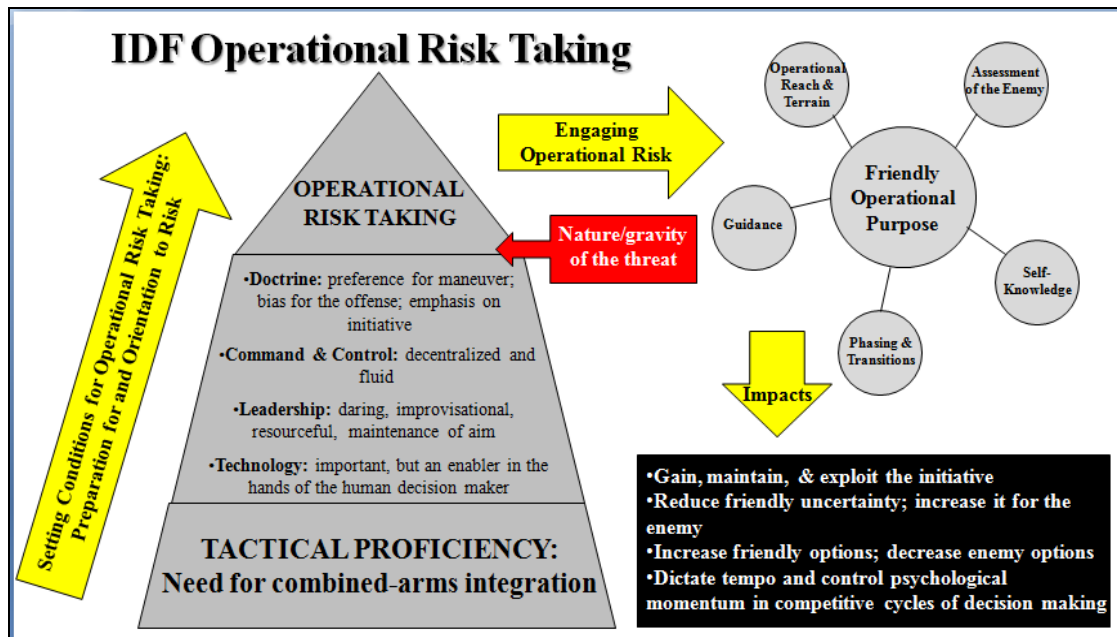 IDF Operational Risk Taking
Setting Conditions for Operational Risk Taking:
Preparation for and Orientation to Risk
OPERATIONAL
RISK TAKING
•Doctrine: preference for maneuver;
bias for the offense; emphasis on
initiative
•Command & Control: decentralized and
fluid
•Leadership: daring, improvisational,
resourceful, maintenance of aim
•Technology: important, but an enabler in the
hands of the human decision maker
TACTICAL PROFICIENCY:
Need for combined-arms integration
Engaging
Operational Risk
Nature/gravity
of the threat
Operational
Reach &
Terrain
Assessment
of the Enemy
Friendly
Operational
Purpose
Guidance
Self-
Knowledge
Phasing &
Transitions
Impacts
•Gain, maintain, & exploit the initiative
•Reduce friendly uncertainty; increase it for the
enemy
•Increase friendly options; decrease enemy options
•Dictate tempo and control psychological
momentum in competitive cycles of decision making